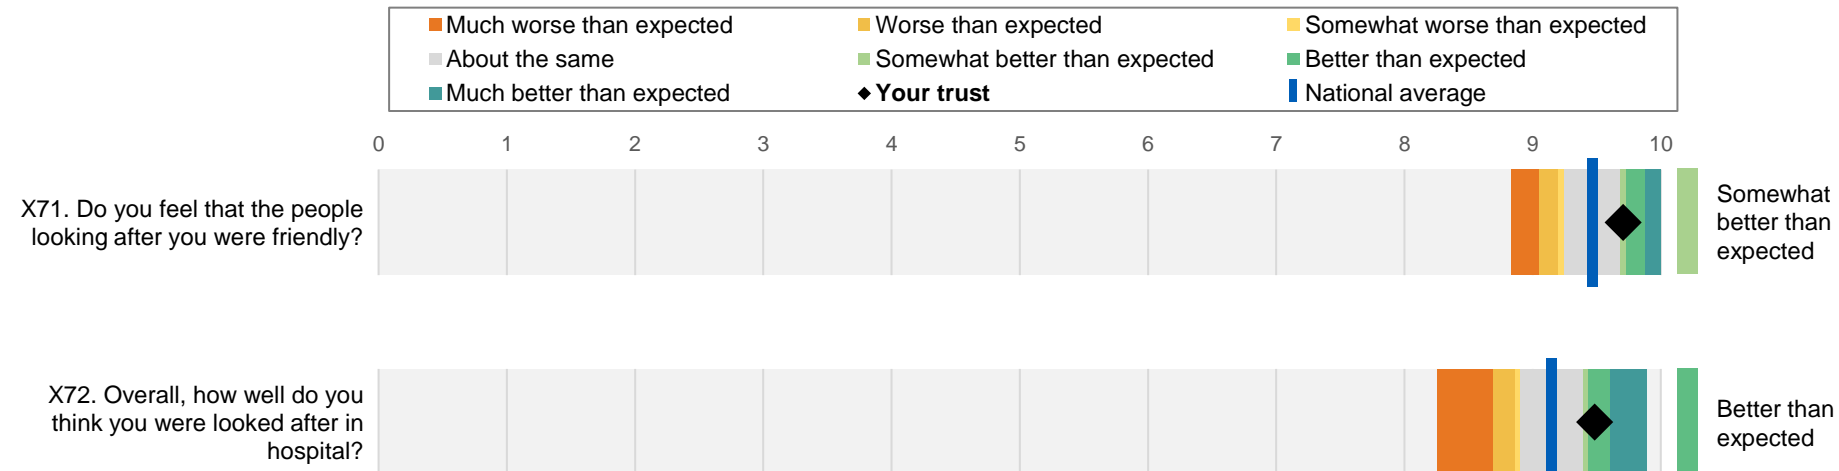 Much worse than expected
Worse than expected
Somewhat worse than expected
About the same
Somewhat better than expected
Better than expected
Much better than expected
Your trust
National average
0 1 2 3 4 5 6 7 8 9 10
X71. Do you feel that the people
looking after you were friendly?
Somewhat
better than
expected
X72. Overall, how well do you
think you were looked after in
hospital?
Better than
expected